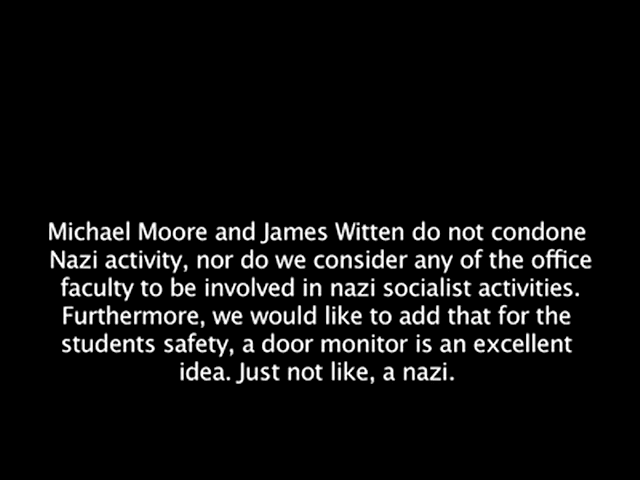 Michael Moore and James Witten do not condone
Nazi activity, nor do we consider any of the office
faculty to be involved in nazi socialist activities.
Furthermore, we would like to add that for the
students safety, a door monitor is an excellent
idea. Just not like, a nazi.